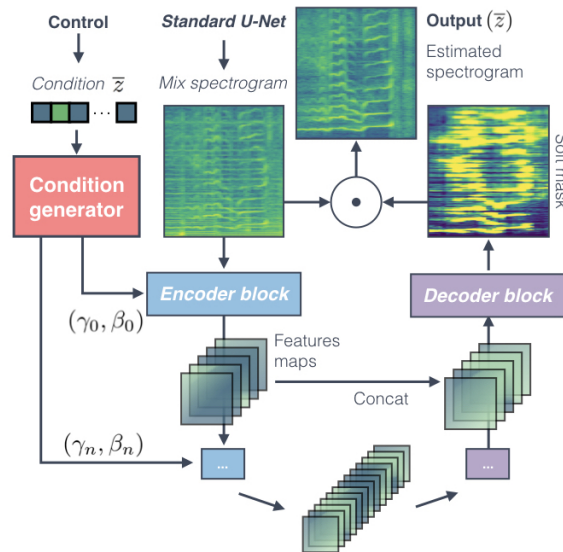 Control
Standard U-Net
Output (z̅)
Condition z̅
Mix spectrogram
Estimated
spectrogram
...
Condition
generator
Soft mask
Encoder block
Decoder block
(γ₀, β₀)
Features
maps
Concat
(γₙ, βₙ)
...
...